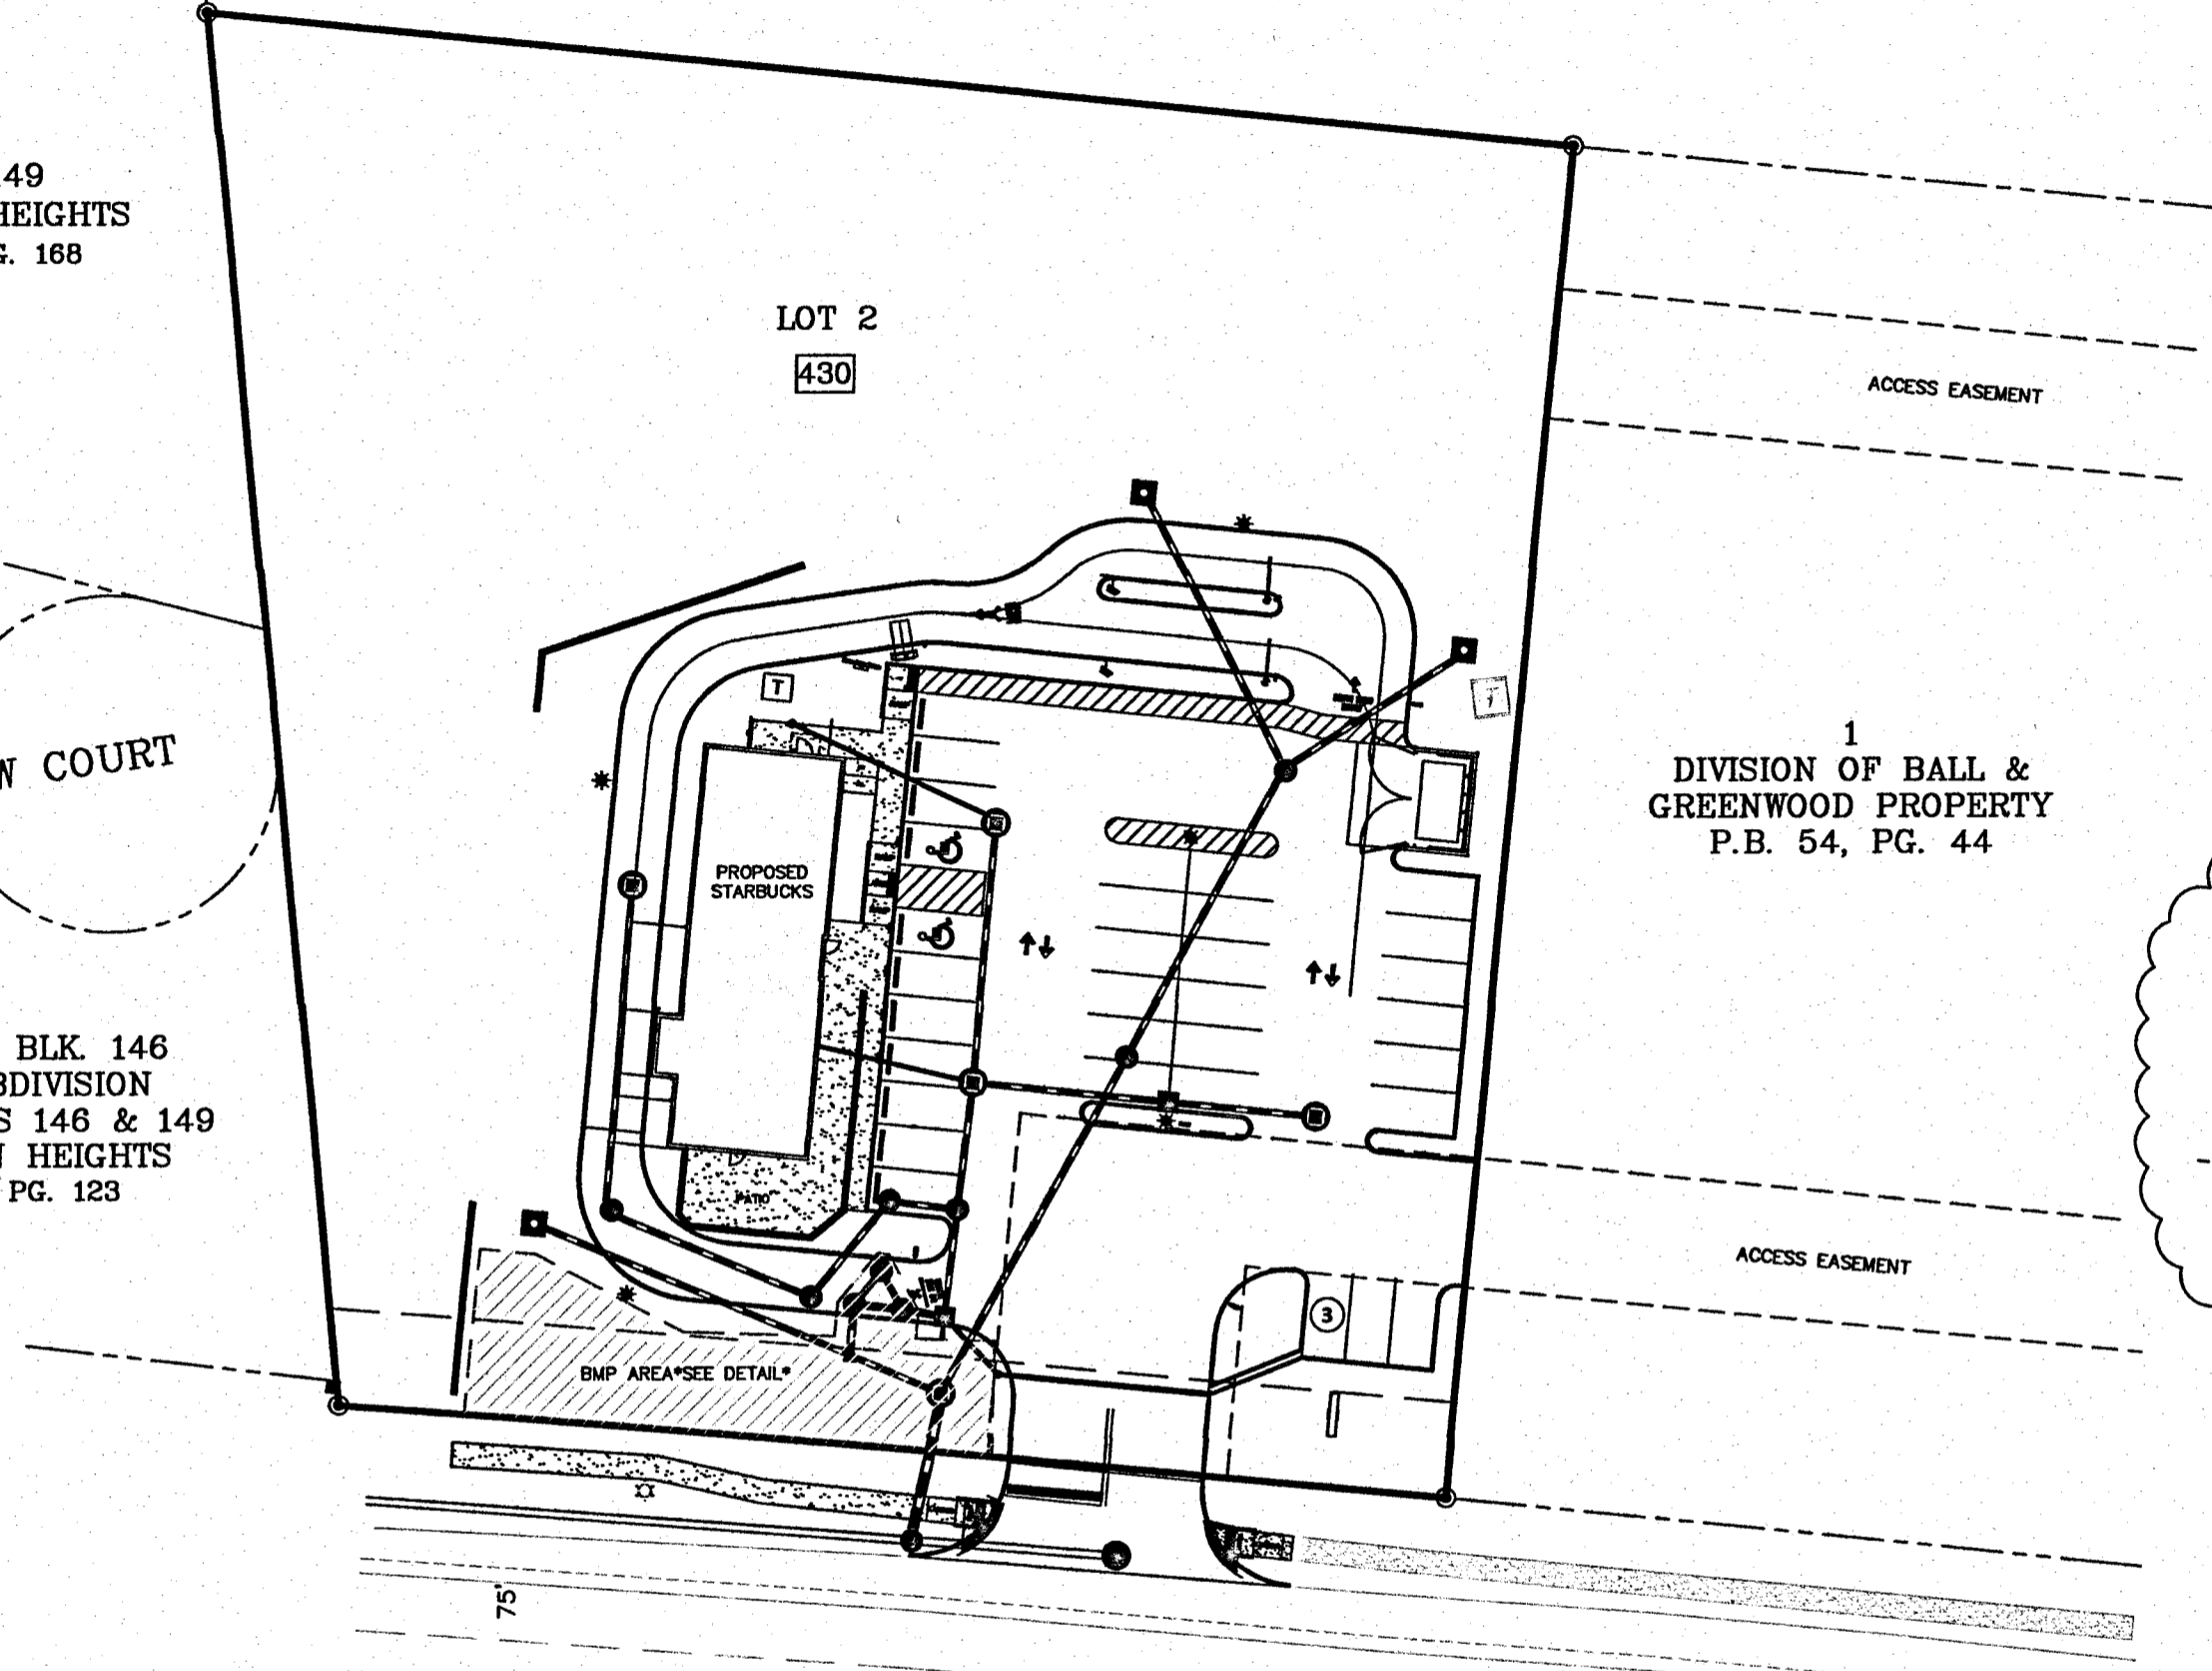 149
HEIGHTS
G. 168
LOT 2
430
ACCESS EASEMENT
T
T
1
DIVISION OF BALL &
GREENWOOD PROPERTY
P.B. 54, PG. 44
W COURT
PROPOSED
STARBUCKS
BLK. 146
BDIVISION
S 146 & 149
N HEIGHTS
PG. 123
PATIO
ACCESS EASEMENT
3
BMP AREA*SEE DETAIL*
75'